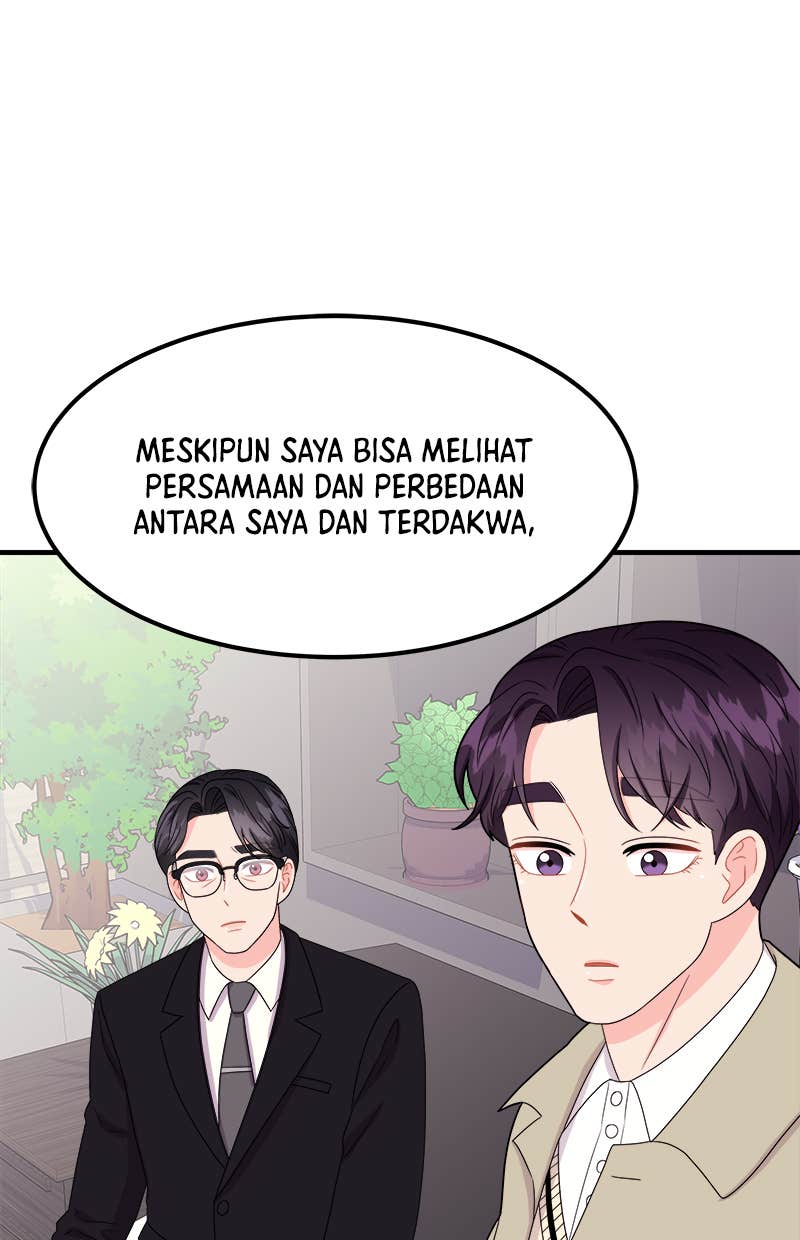 MESKIPUN SAYA BISA MELIHAT
PERSAMAAN DAN PERBEDAAN
ANTARA SAYA DAN TERDAKWA,